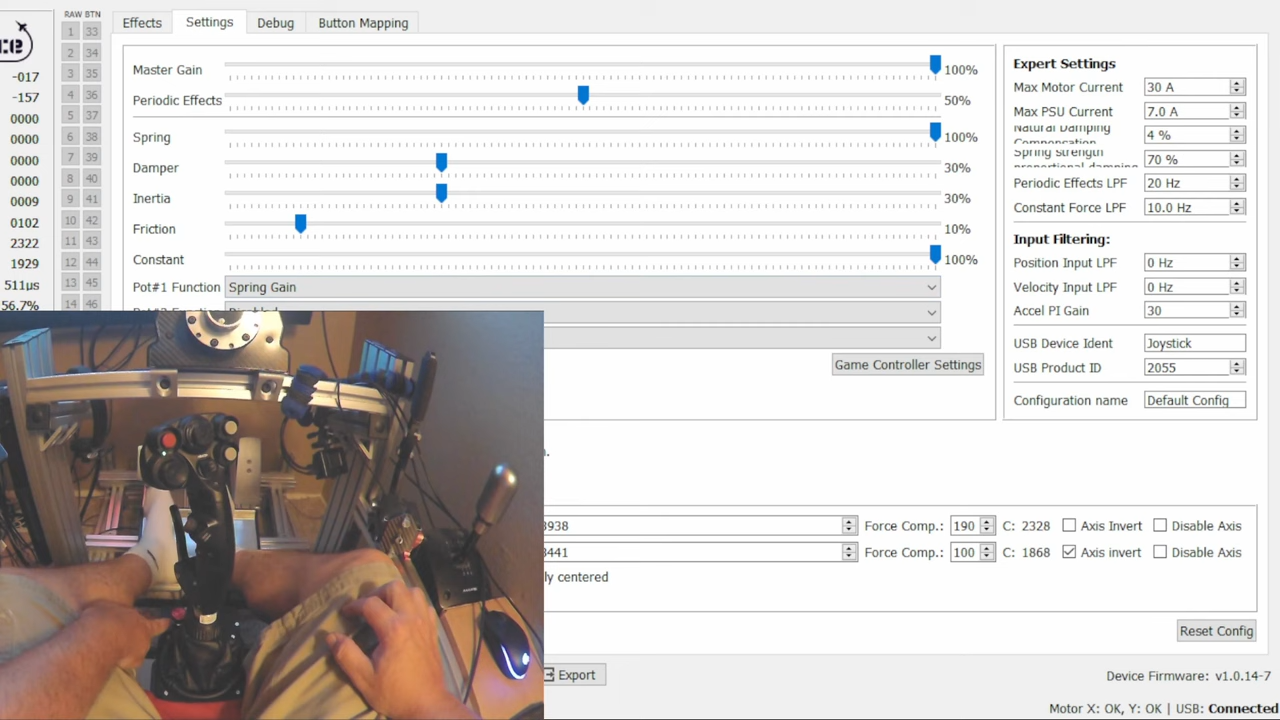 RAW BTN
Effects
Settings
Debug
Button Mapping
ce
-017
-157
0000
0000
0000
0000
0009
0102
2322
1929
511µs
56.7%
1 33
2 34
3 35
4 36
5 37
6 38
7 39
8 40
9 41
10 42
11 43
12 44
13 45
14 46
Master Gain 100%
Periodic Effects 50%
Spring 100%
Damper 30%
Inertia 30%
Friction 10%
Constant 100%
Pot#1 Function Spring Gain
Game Controller Settings
Expert Settings
Max Motor Current 30 A
Max PSU Current 7.0 A
Natural Damping
Compensation 4 %
Spring strength
proportional damping 70 %
Periodic Effects LPF 20 Hz
Constant Force LPF 10.0 Hz
Input Filtering:
Position Input LPF 0 Hz
Velocity Input LPF 0 Hz
Accel PI Gain 30
USB Device Ident Joystick
USB Product ID 2055
Configuration name Default Config
938 Force Comp.: 190 C: 2328 Axis Invert Disable Axis
441 Force Comp.: 100 C: 1868 Axis invert Disable Axis
ly centered
Reset Config
Export
Device Firmware: v1.0.14-7
Motor X: OK, Y: OK | USB: Connected